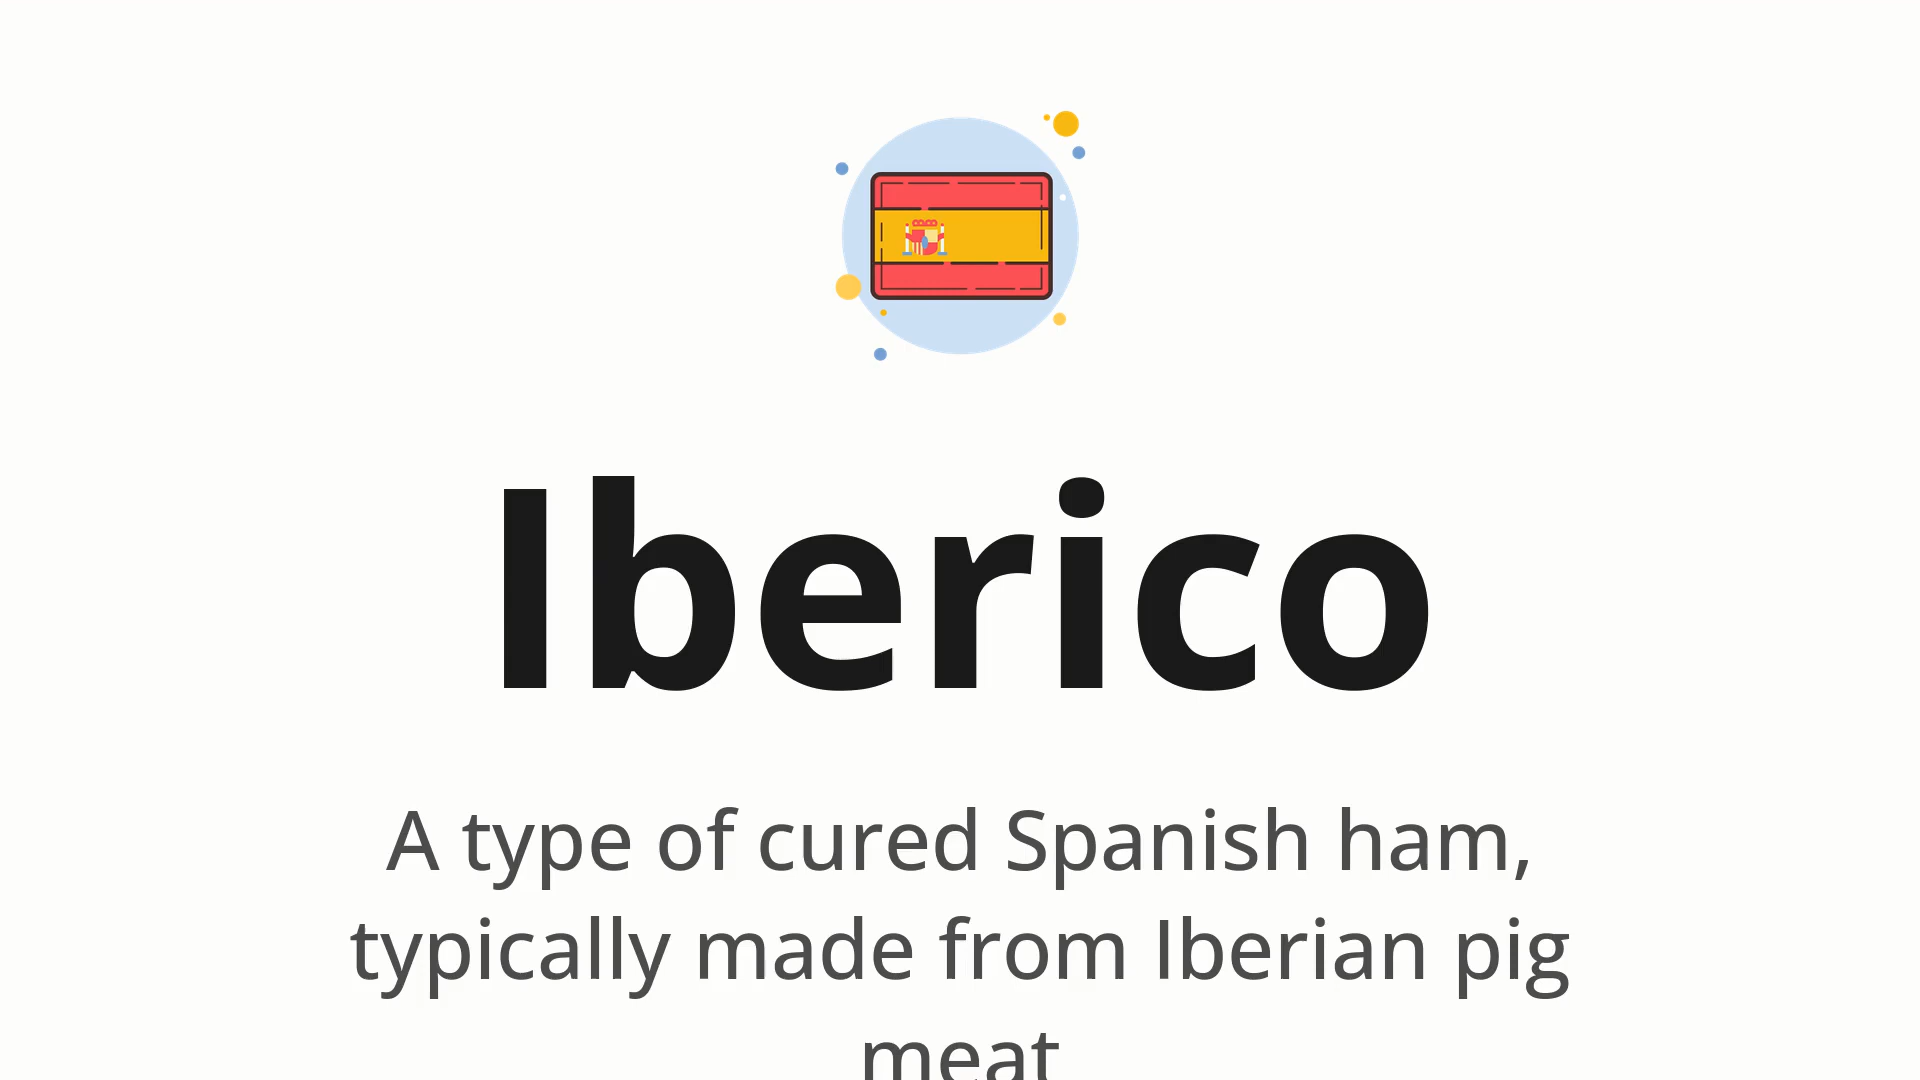 Iberico
A type of cured Spanish ham,
typically made from Iberian pig
meat